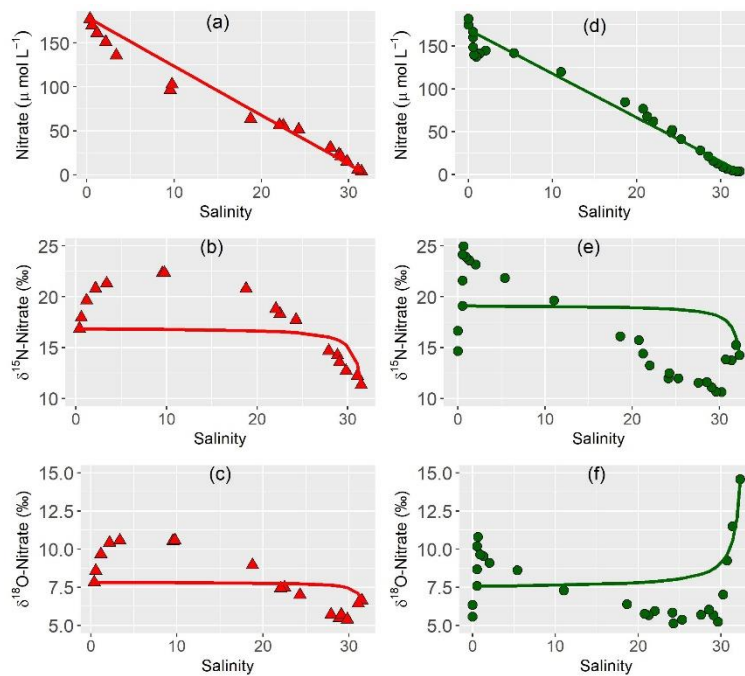 (a)
Nitrate (μ mol L⁻¹)
150
100
50
0
0 10 20 30
Salinity
(d)
Nitrate (μ mol L⁻¹)
150
100
50
0
0 10 20 30
Salinity
(b)
δ¹⁵N-Nitrate (‰)
25
20
15
10
0 10 20 30
Salinity
(e)
δ¹⁵N-Nitrate (‰)
25
20
15
10
0 10 20 30
Salinity
(c)
δ¹⁸O-Nitrate (‰)
15.0
12.5
10.0
7.5
5.0
0 10 20 30
Salinity
(f)
δ¹⁸O-Nitrate (‰)
15.0
12.5
10.0
7.5
5.0
0 10 20 30
Salinity